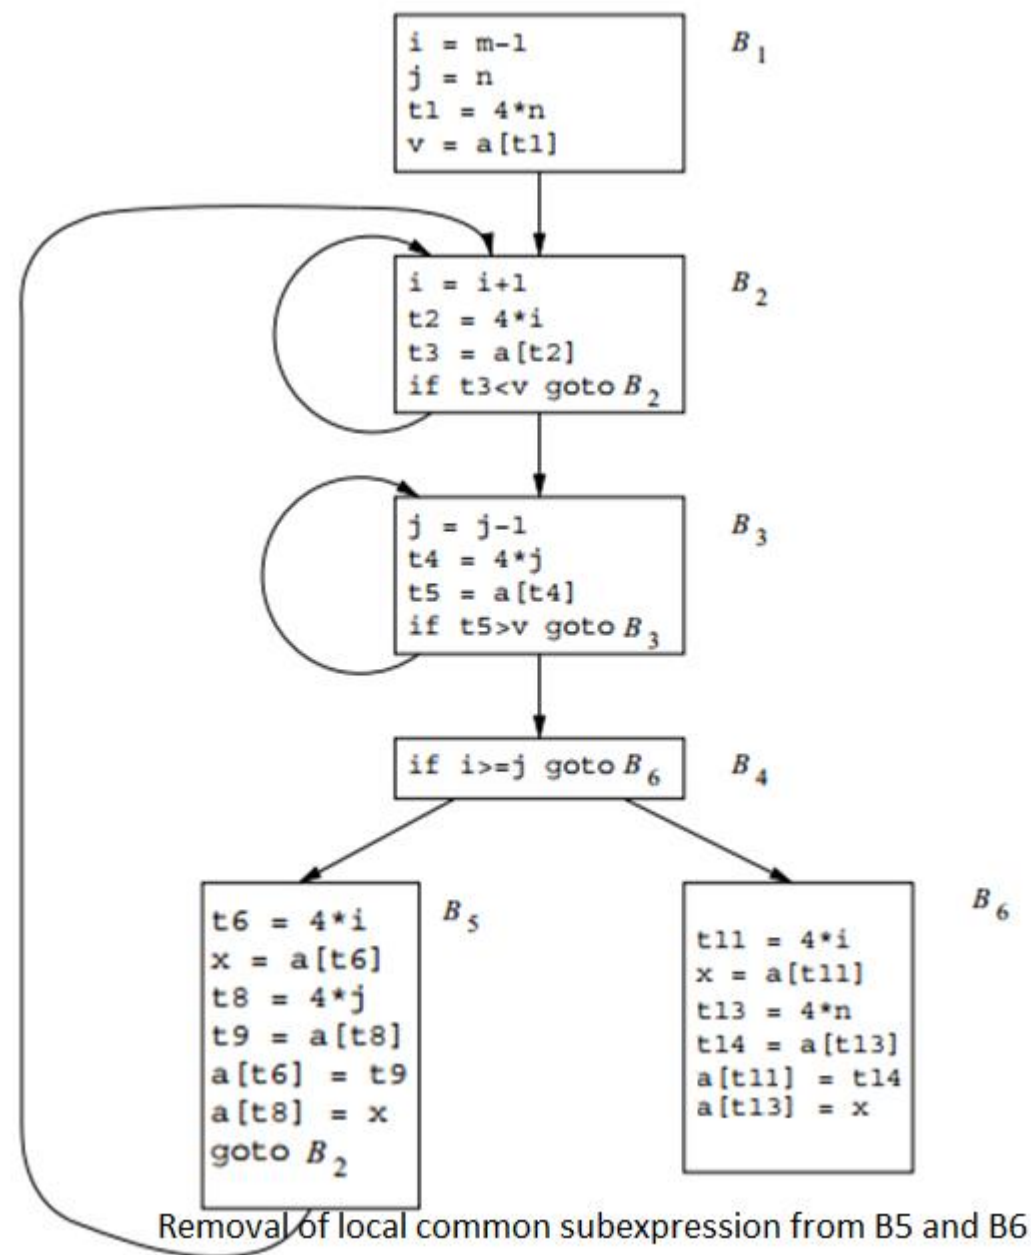 i = m-1
j = n
t1 = 4*n
v = a[t1]
B1
i = i+1
t2 = 4*i
t3 = a[t2]
if t3<v goto B2
B2
j = j-1
t4 = 4*j
t5 = a[t4]
if t5>v goto B3
B3
if i>=j goto B6
B4
t6 = 4*i
x = a[t6]
t8 = 4*j
t9 = a[t8]
a[t6] = t9
a[t8] = x
goto B2
B5
t11 = 4*i
x = a[t11]
t13 = 4*n
t14 = a[t13]
a[t11] = t14
a[t13] = x
B6
Removal of local common subexpression from B5 and B6